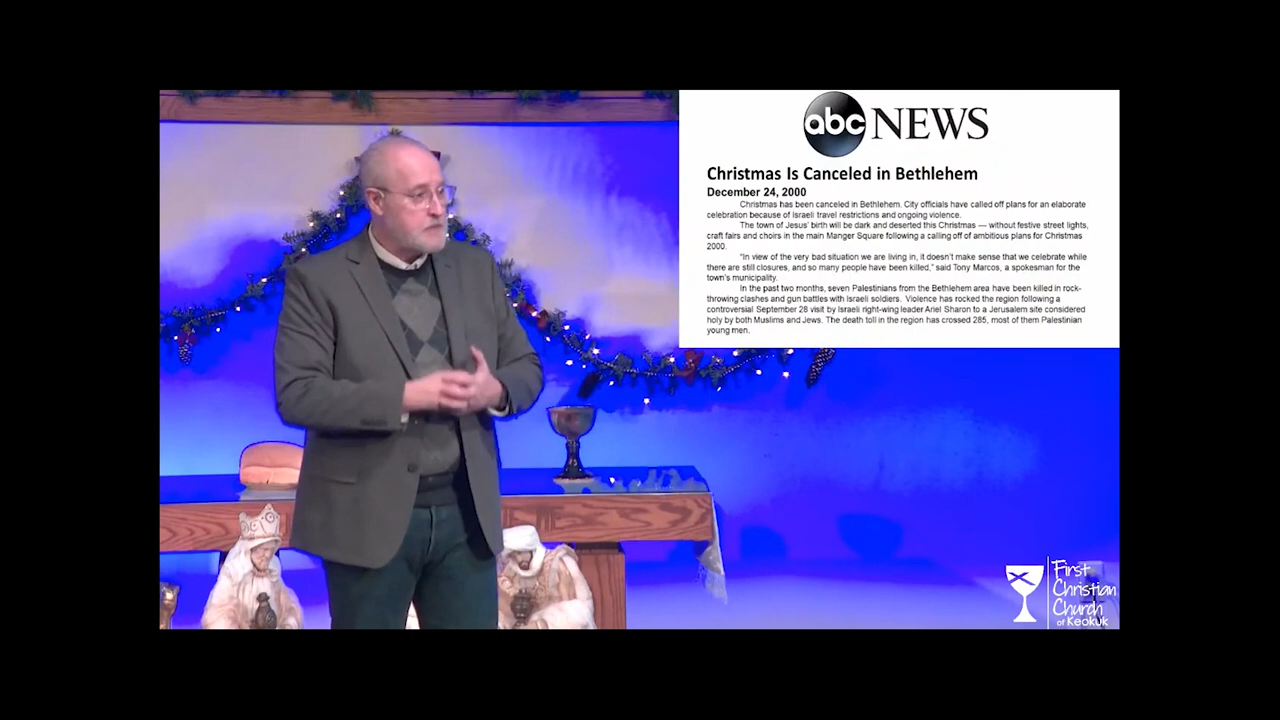 abc NEWS
Christmas Is Canceled in Bethlehem
December 24, 2000
Christmas has been canceled in Bethlehem. City officials have called off plans for an elaborate
celebration because of Israeli travel restrictions and ongoing violence.
The town of Jesus' birth will be dark and deserted this Christmas — without festive street lights,
craft fairs and choirs in the main Manger Square following a calling off of ambitious plans for Christmas
2000.
"In view of the very bad situation we are living in, it doesn't make sense that we celebrate while
there are still closures, and so many people have been killed," said Tony Marcos, a spokesman for the
town's municipality.
In the past two months, seven Palestinians from the Bethlehem area have been killed in rock-
throwing clashes and gun battles with Israeli soldiers. Violence has rocked the region following a
controversial September 28 visit by Israeli right-wing leader Ariel Sharon to a Jerusalem site considered
holy by both Muslims and Jews. The death toll in the region has crossed 285, most of them Palestinian
young men.
First
Christian
Church
of Keokuk